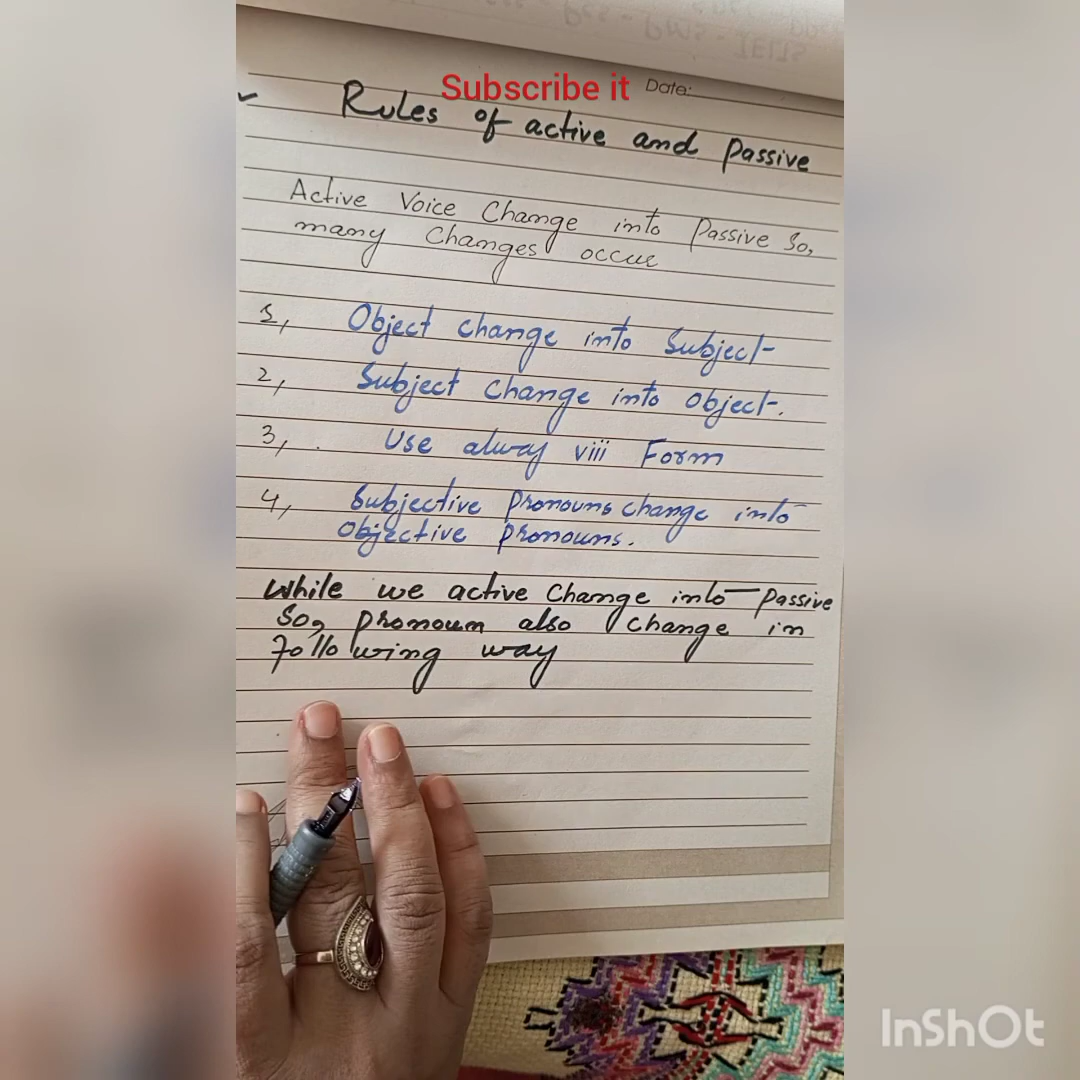 Subscribe it
Date:
Rules of active and passive
Active Voice Change into Passive So,
many Changes occur
1,	Object change into Subject
2,	Subject change into object.
3,	Use alway viii Form
4,	Subjective pronouns change into
objective pronouns.
While we active Change into passive
So, pronoun also change in
following way
InShOt